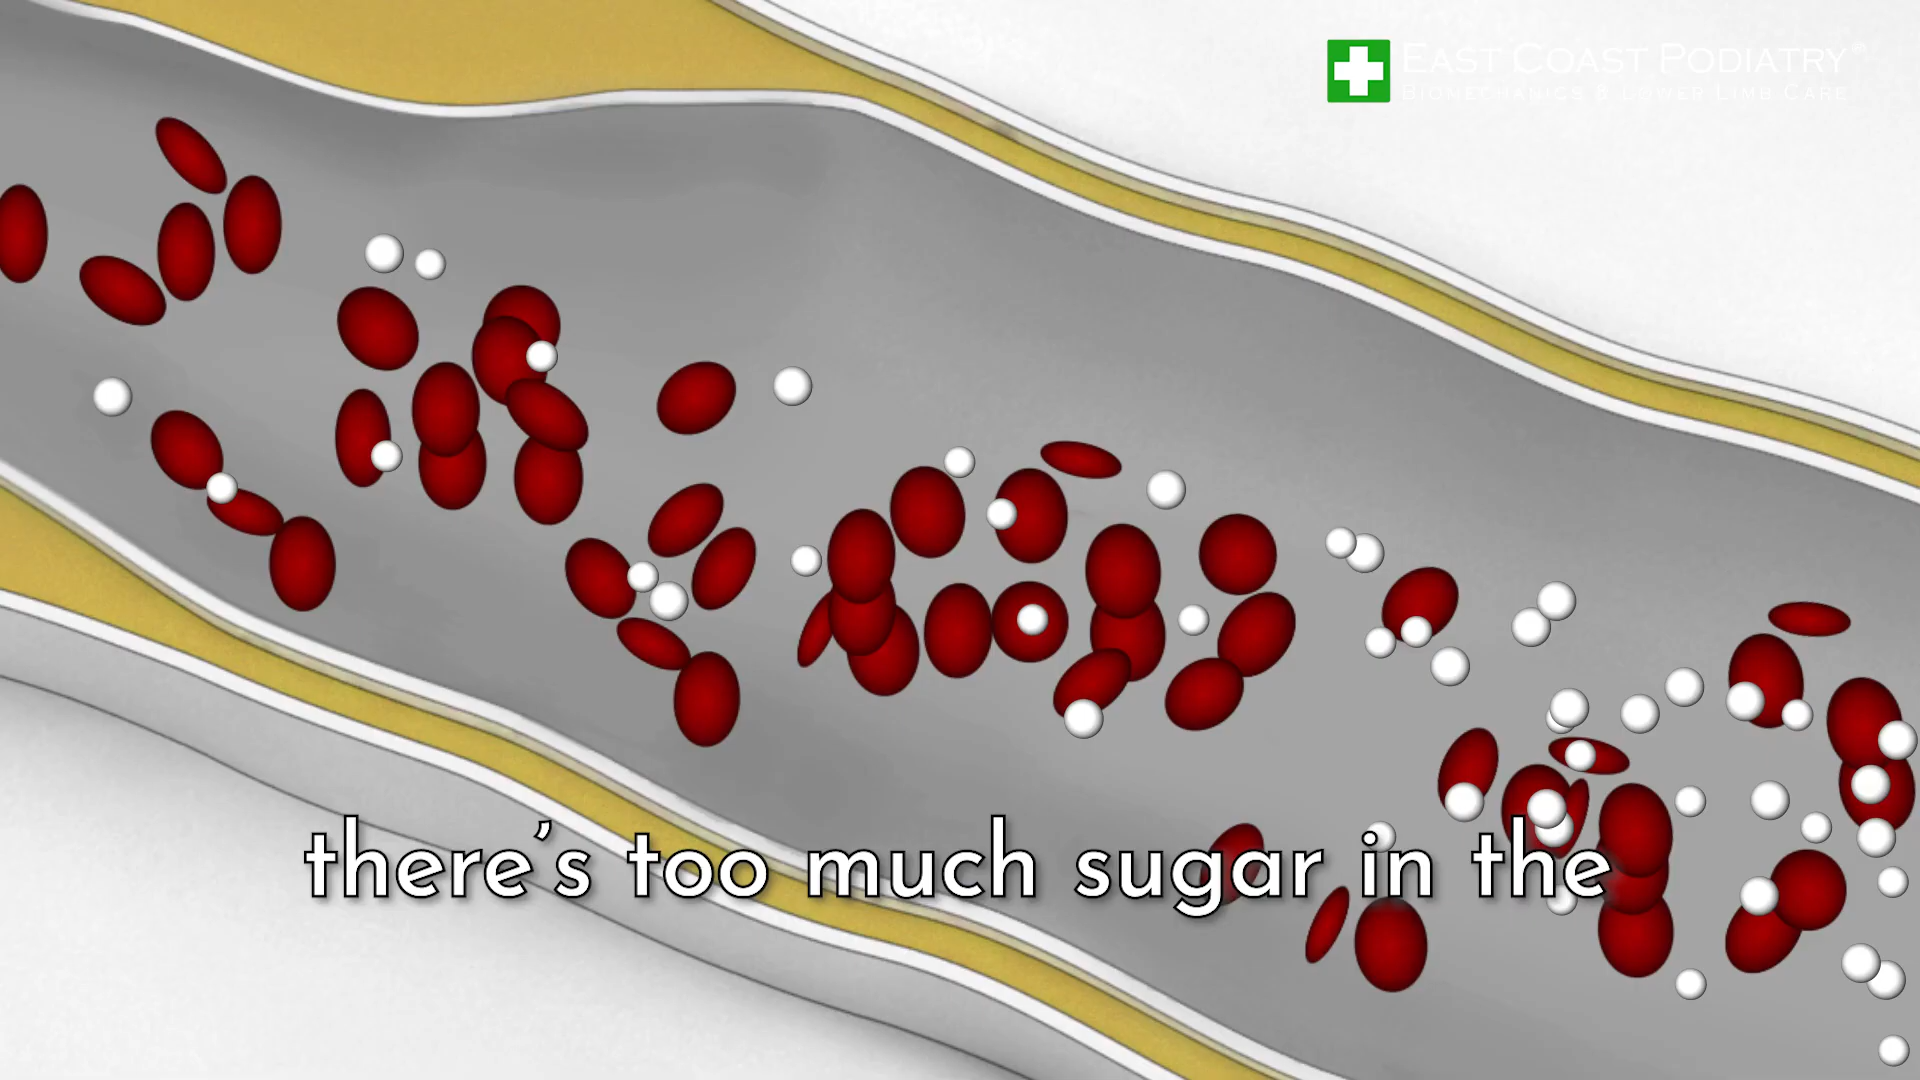 EAST COAST PODIATRY®
BIOMECHANICS & LOWER LIMB CARE
there's too much sugar in the